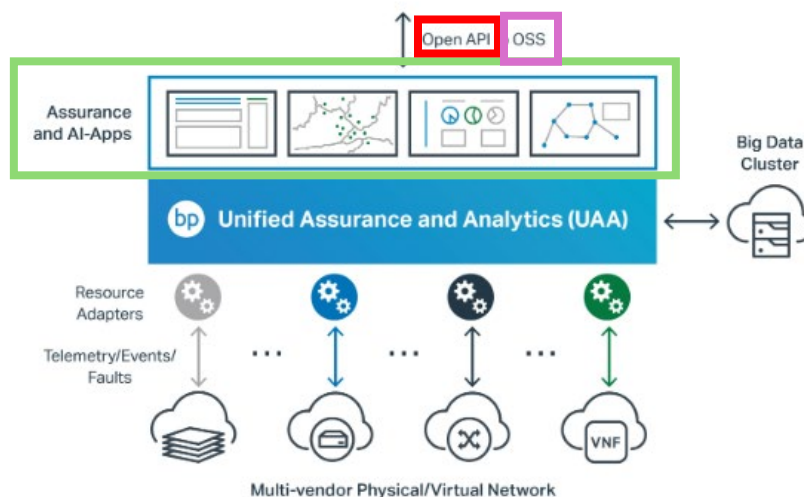 Open API
OSS
Assurance
and AI-Apps
Big Data
Cluster
bp Unified Assurance and Analytics (UAA)
Resource
Adapters
Telemetry/Events/
Faults
...
...
...
VNF
Multi-vendor Physical/Virtual Network